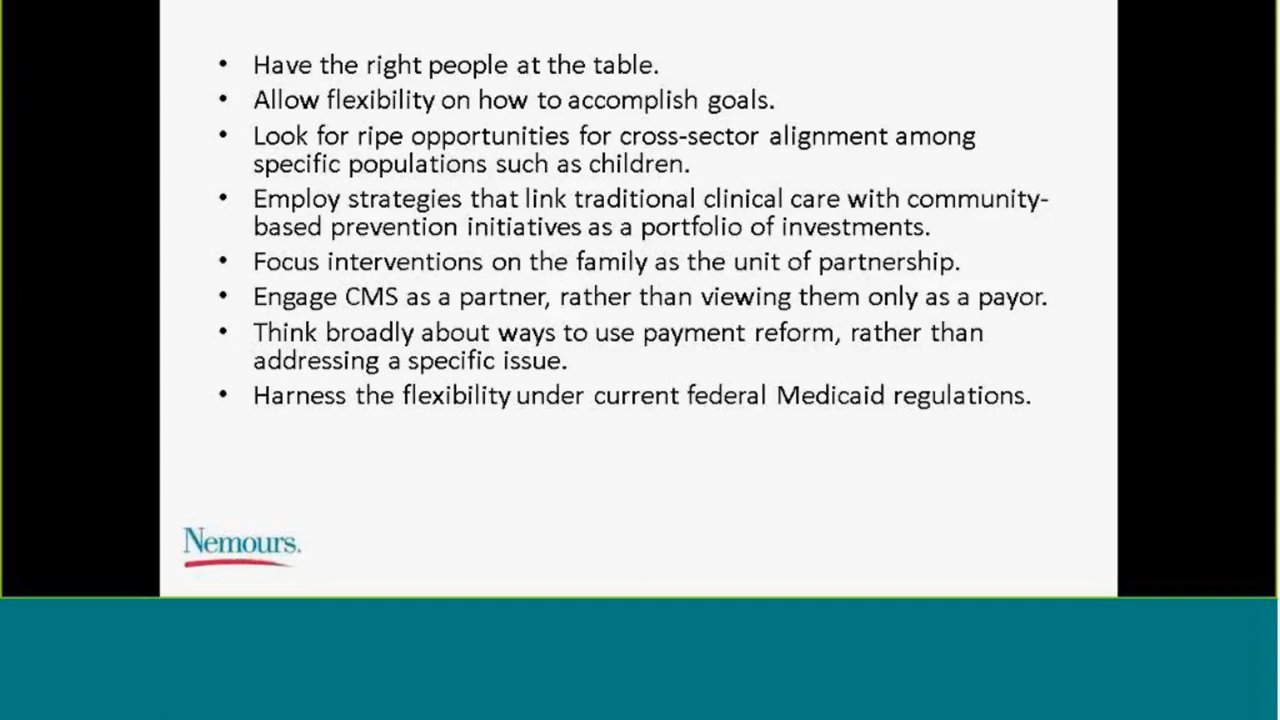 • Have the right people at the table.
• Allow flexibility on how to accomplish goals.
• Look for ripe opportunities for cross-sector alignment among
specific populations such as children.
• Employ strategies that link traditional clinical care with community-
based prevention initiatives as a portfolio of investments.
• Focus interventions on the family as the unit of partnership.
• Engage CMS as a partner, rather than viewing them only as a payor.
• Think broadly about ways to use payment reform, rather than
addressing a specific issue.
• Harness the flexibility under current federal Medicaid regulations.
Nemours.